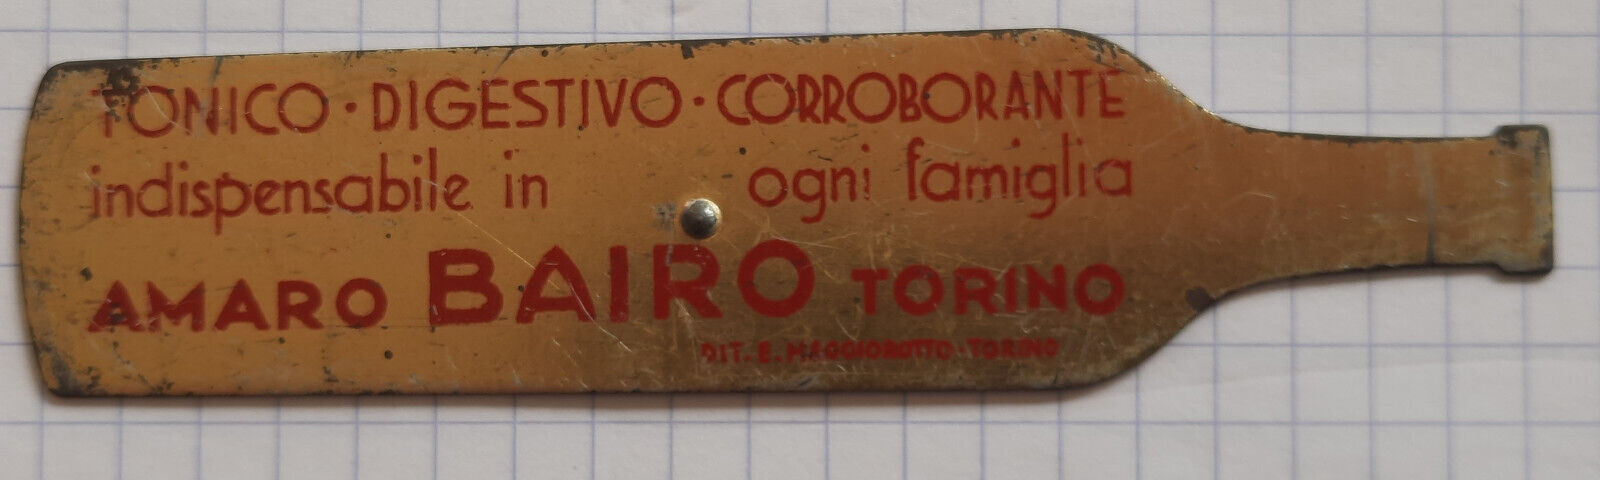 TONICO · DIGESTIVO · CORROBORANTE
indispensabile in ogni famiglia
AMARO BAIRO TORINO
DIT. E. MAGGIOROTTO - TORINO